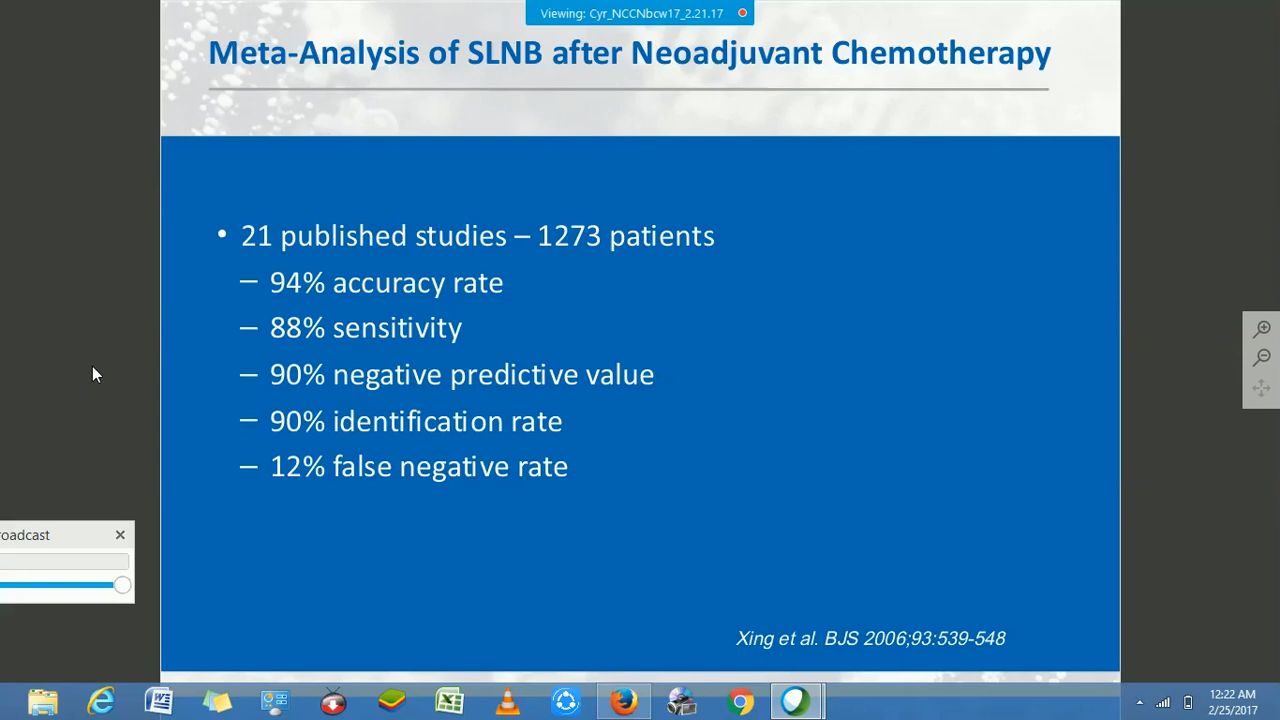 Viewing: Cyr_NCCNbcw17_2.21.17
Meta-Analysis of SLNB after Neoadjuvant Chemotherapy
• 21 published studies – 1273 patients
– 94% accuracy rate
– 88% sensitivity
– 90% negative predictive value
– 90% identification rate
– 12% false negative rate
roadcast
Xing et al. BJS 2006;93:539-548
12:22 AM
2/25/2017